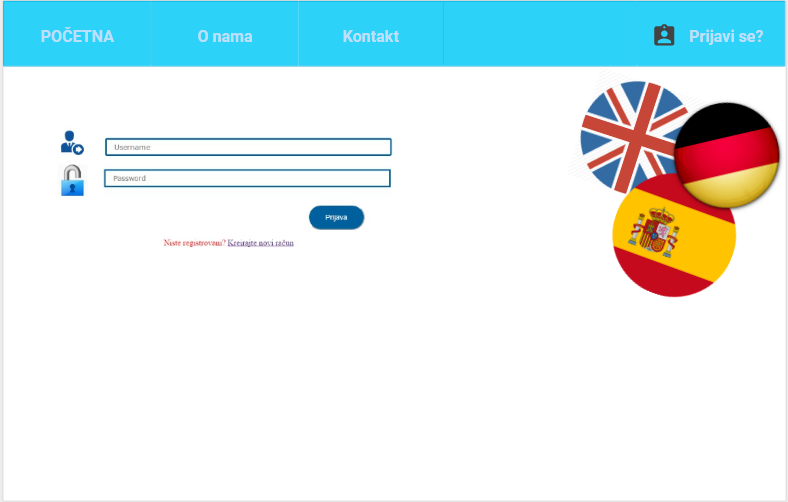 POČETNA
O nama
Kontakt
Prijavi se?
Username
Password
Prijava
Niste registrovani? Kreirajte novi račun